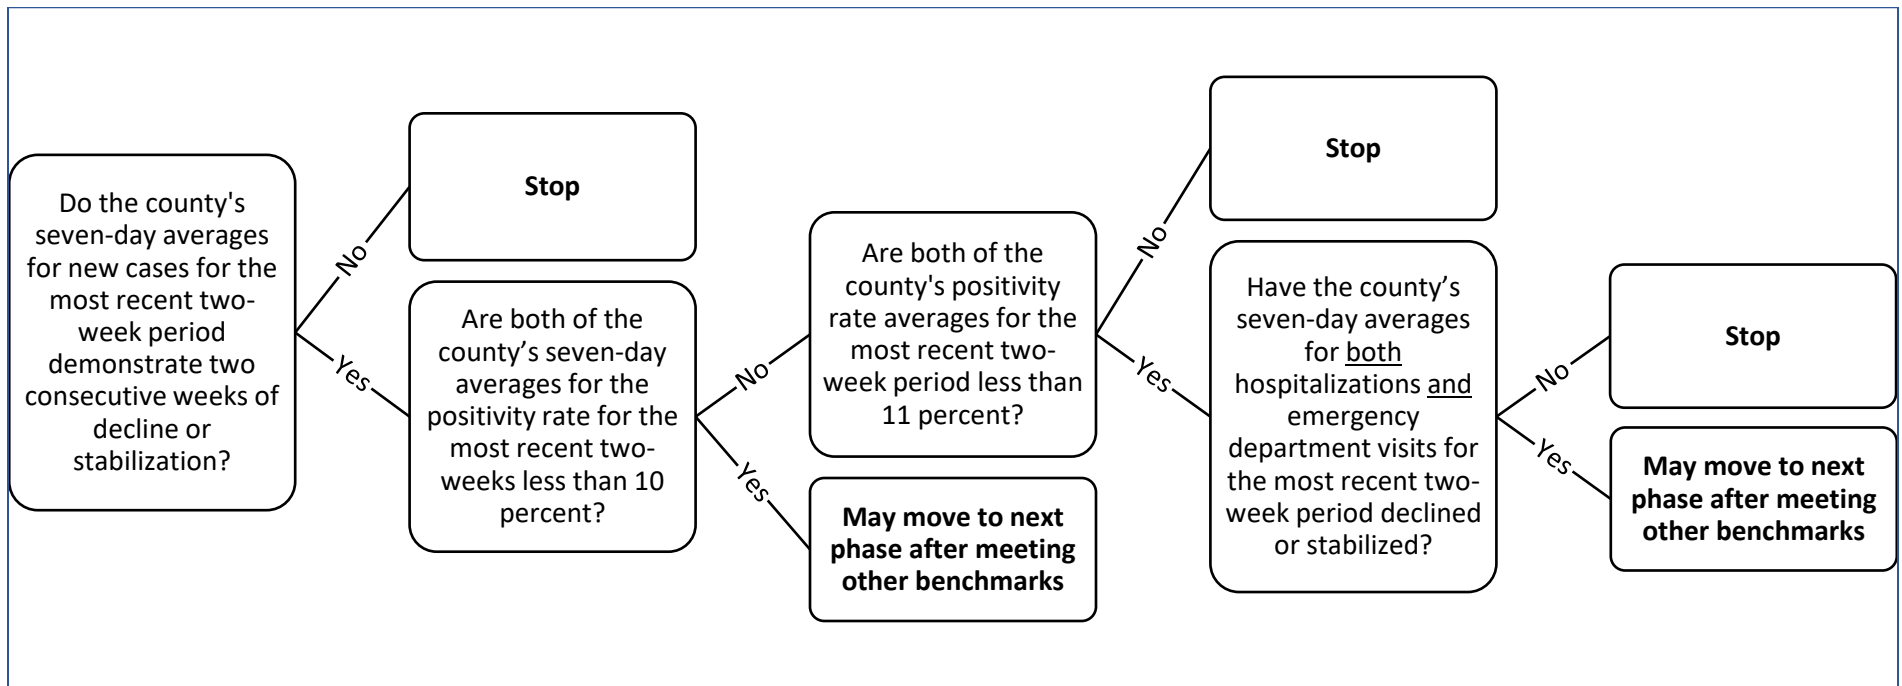 Do the county's
seven-day averages
for new cases for the
most recent two-
week period
demonstrate two
consecutive weeks of
decline or
stabilization?
No
Yes
Stop
Are both of the
county’s seven-day
averages for the
positivity rate for the
most recent two-
weeks less than 10
percent?
No
Yes
Are both of the
county's positivity
rate averages for the
most recent two-
week period less than
11 percent?
May move to next
phase after meeting
other benchmarks
No
Yes
Stop
Have the county’s
seven-day averages
for both
hospitalizations and
emergency
department visits for
the most recent two-
week period declined
or stabilized?
No
Yes
Stop
May move to next
phase after meeting
other benchmarks